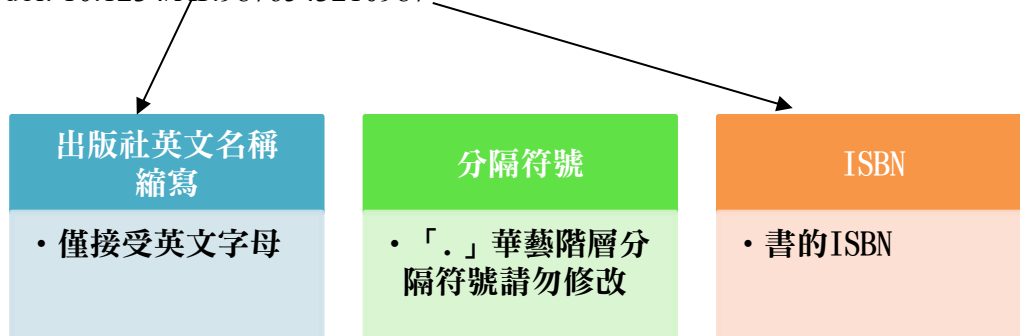 出版社英文名稱
縮寫
分隔符號
ISBN
・僅接受英文字母
・「.」華藝階層分
隔符號請勿修改
・書的ISBN